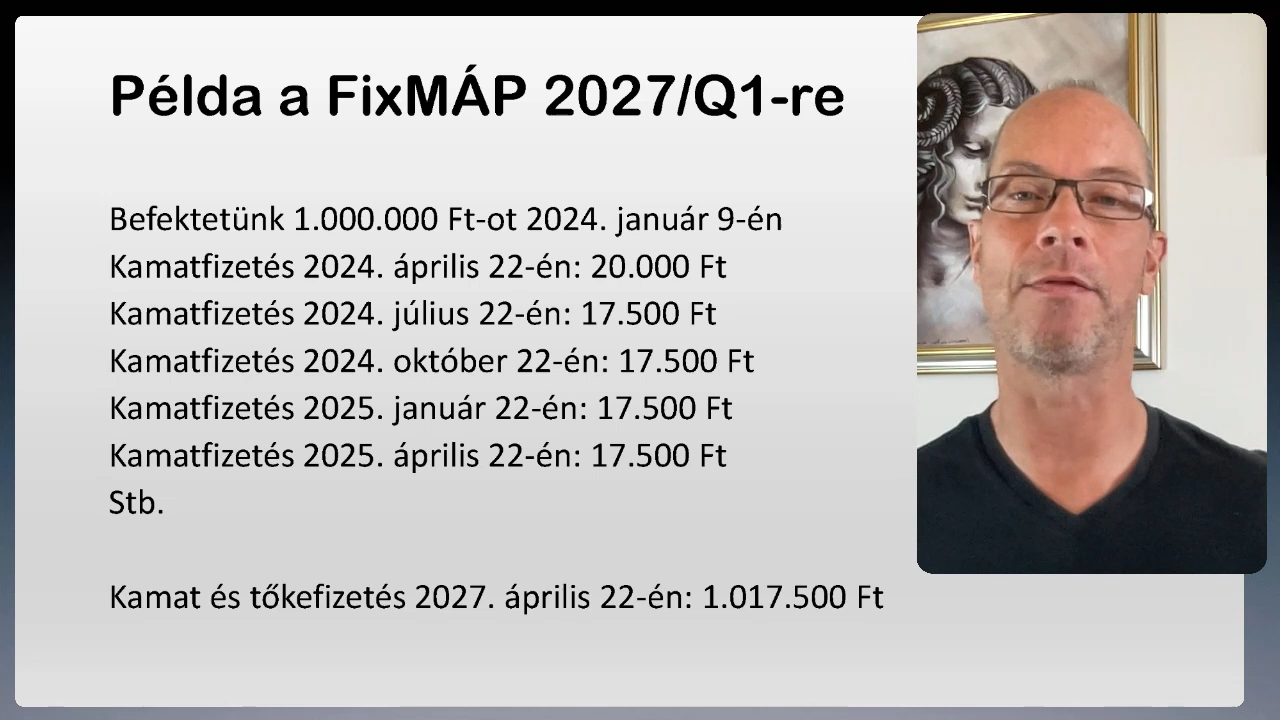 Példa a FixMÁP 2027/Q1-re
Befektetünk 1.000.000 Ft-ot 2024. január 9-én
Kamatfizetés 2024. április 22-én: 20.000 Ft
Kamatfizetés 2024. július 22-én: 17.500 Ft
Kamatfizetés 2024. október 22-én: 17.500 Ft
Kamatfizetés 2025. január 22-én: 17.500 Ft
Kamatfizetés 2025. április 22-én: 17.500 Ft
Stb.
Kamat és tőkefizetés 2027. április 22-én: 1.017.500 Ft